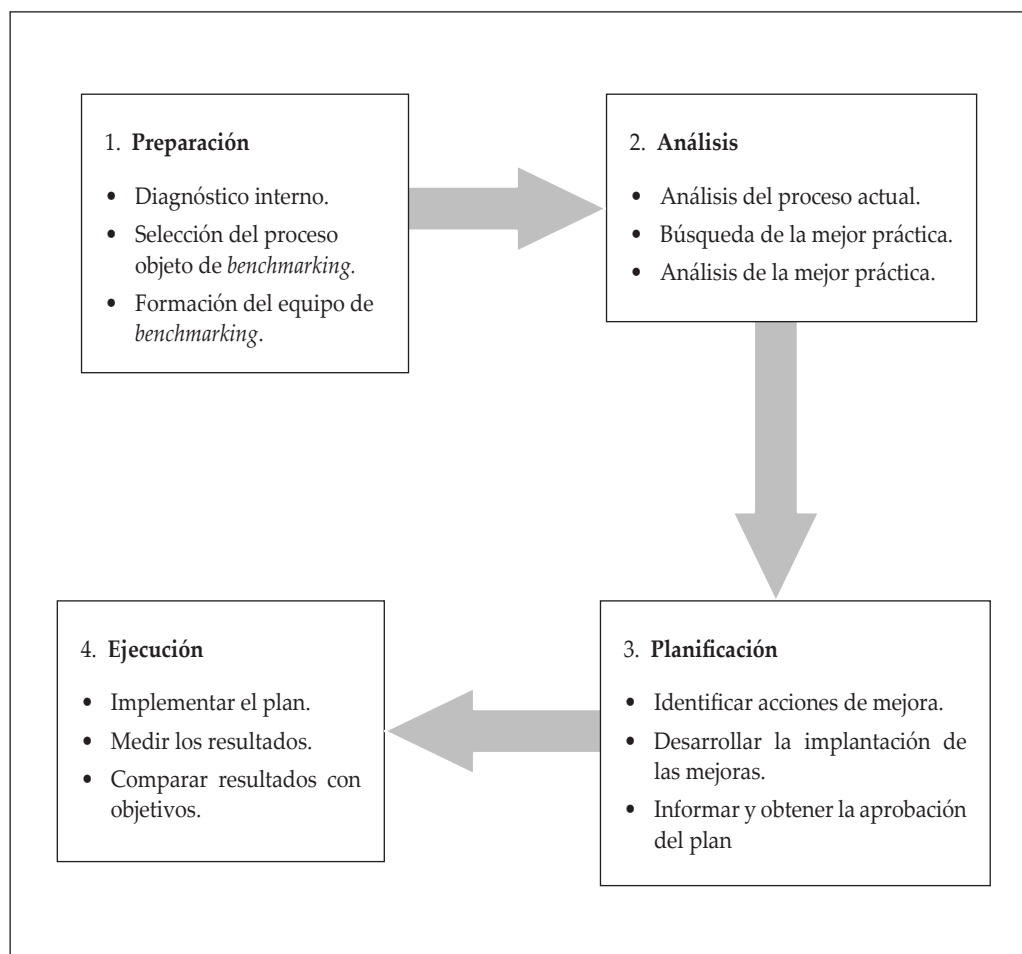 1. Preparación
• Diagnóstico interno.
• Selección del proceso
objeto de benchmarking.
• Formación del equipo de
benchmarking.
2. Análisis
• Análisis del proceso actual.
• Búsqueda de la mejor práctica.
• Análisis de la mejor práctica.
3. Planificación
• Identificar acciones de mejora.
• Desarrollar la implantación de
las mejoras.
• Informar y obtener la aprobación
del plan
4. Ejecución
• Implementar el plan.
• Medir los resultados.
• Comparar resultados con
objetivos.